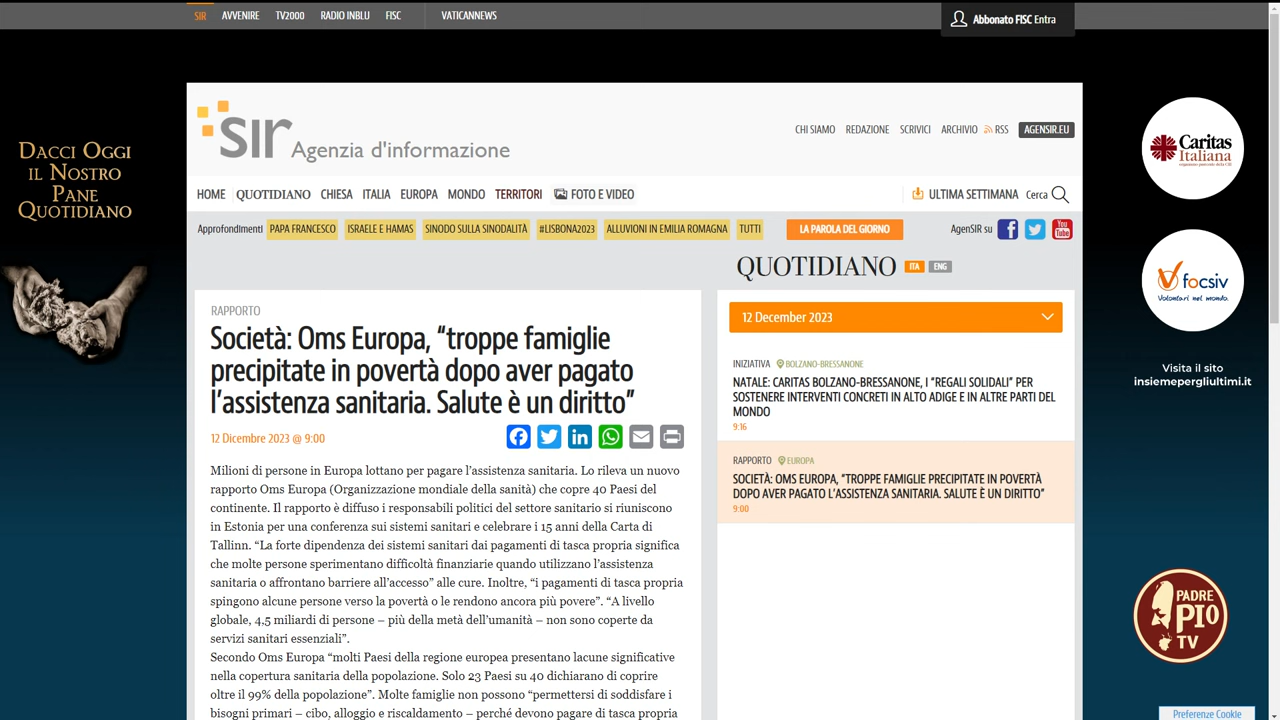 SIR AVVENIRE TV2000 RADIO INBLU FISC VATICANNEWS
Abbonato FISC Entra
DACCI OGGI
IL NOSTRO
PANE
QUOTIDIANO
sir Agenzia d'informazione
CHI SIAMO REDAZIONE SCRIVICI ARCHIVIO RSS AGENSIR.EU
HOME QUOTIDIANO CHIESA ITALIA EUROPA MONDO TERRITORI FOTO E VIDEO
ULTIMA SETTIMANA Cerca
Approfondimenti PAPA FRANCESCO ISRAELE E HAMAS SINODO SULLA SINODALITÀ #LISBONA2023 ALLUVIONI IN EMILIA ROMAGNA TUTTI
LA PAROLA DEL GIORNO
AgenSIR su
You Tube
QUOTIDIANO ITA ENG
RAPPORTO
Società: Oms Europa, “troppe famiglie
precipitate in povertà dopo aver pagato
l’assistenza sanitaria. Salute è un diritto”
12 Dicembre 2023 @ 9:00
Milioni di persone in Europa lottano per pagare l’assistenza sanitaria. Lo rileva un nuovo
rapporto Oms Europa (Organizzazione mondiale della sanità) che copre 40 Paesi del
continente. Il rapporto è diffuso i responsabili politici del settore sanitario si riuniscono
in Estonia per una conferenza sui sistemi sanitari e celebrare i 15 anni della Carta di
Tallinn. “La forte dipendenza dei sistemi sanitari dai pagamenti di tasca propria significa
che molte persone sperimentano difficoltà finanziarie quando utilizzano l’assistenza
sanitaria o affrontano barriere all’accesso” alle cure. Inoltre, “i pagamenti di tasca propria
spingono alcune persone verso la povertà o le rendono ancora più povere”. “A livello
globale, 4,5 miliardi di persone – più della metà dell’umanità – non sono coperte da
servizi sanitari essenziali”.
Secondo Oms Europa “molti Paesi della regione europea presentano lacune significative
nella copertura sanitaria della popolazione. Solo 23 Paesi su 40 dichiarano di coprire
oltre il 99% della popolazione”. Molte famiglie non possono “permettersi di soddisfare i
bisogni primari – cibo, alloggio e riscaldamento – perché devono pagare di tasca propria
12 December 2023
INIZIATIVA BOLZANO-BRESSANONE
NATALE: CARITAS BOLZANO-BRESSANONE, I “REGALI SOLIDALI” PER
SOSTENERE INTERVENTI CONCRETI IN ALTO ADIGE E IN ALTRE PARTI DEL
MONDO
9:16
RAPPORTO EUROPA
SOCIETÀ: OMS EUROPA, “TROPPE FAMIGLIE PRECIPITATE IN POVERTÀ
DOPO AVER PAGATO L’ASSISTENZA SANITARIA. SALUTE È UN DIRITTO”
9:00
Caritas
Italiana
focsiv
Volontari nel mondo.
Visita il sito
insiemepergliultimi.it
PADRE
PIO
TV
Preferenze Cookie